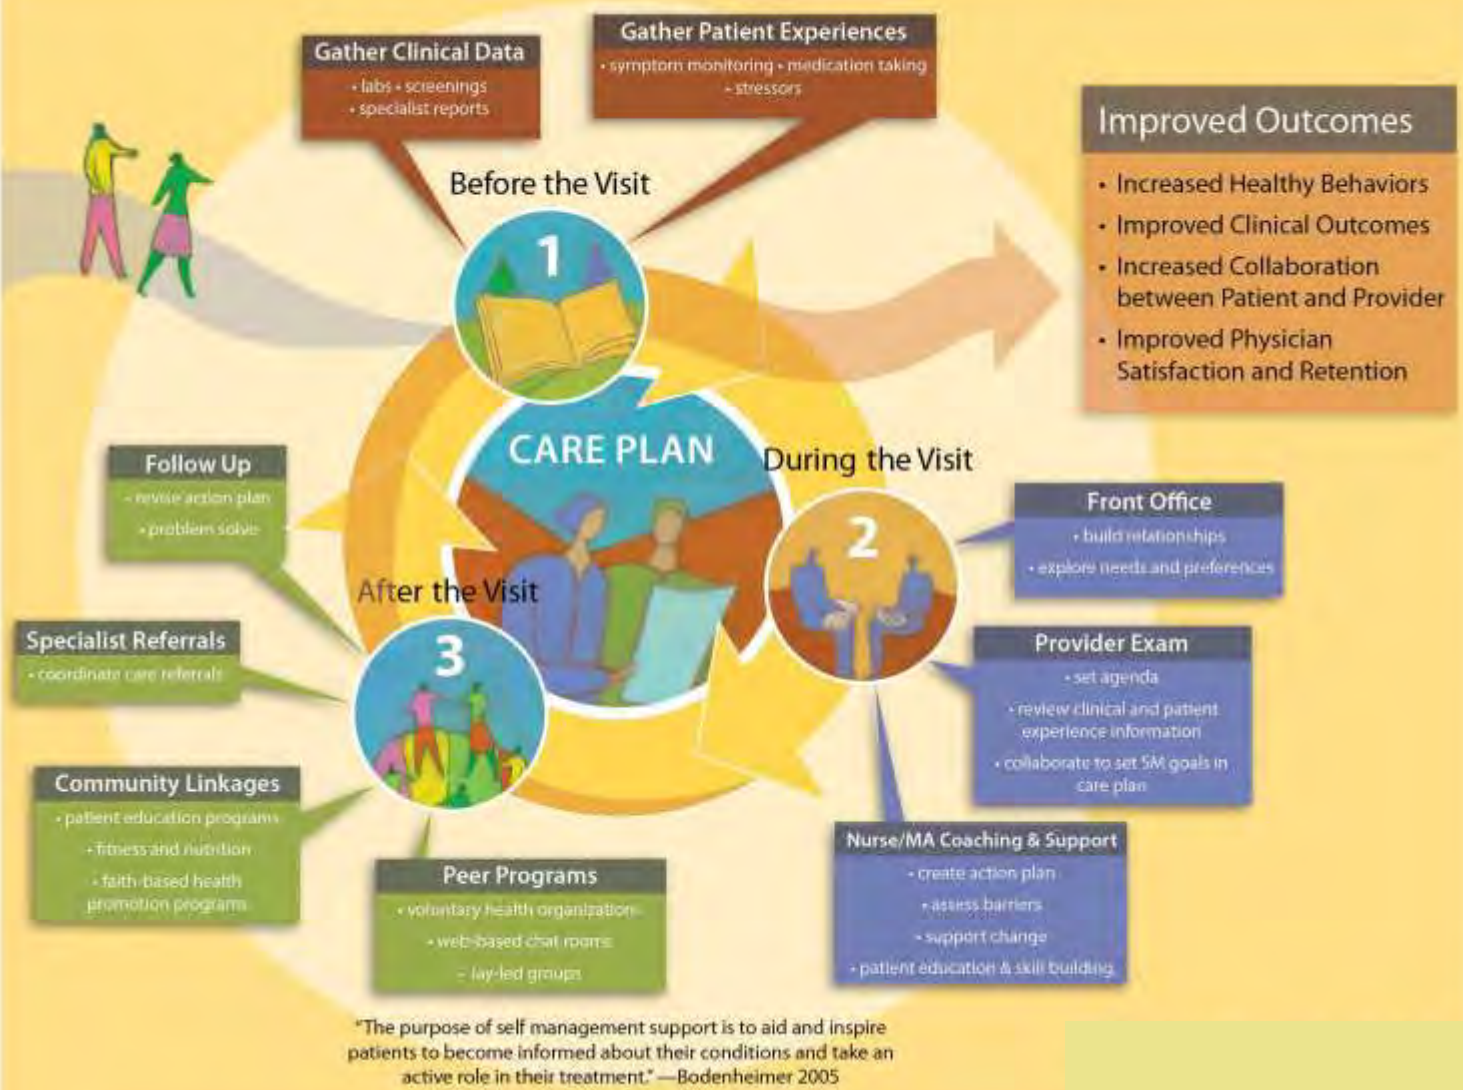 Gather Clinical Data
• labs • screenings
• specialist reports
Gather Patient Experiences
• symptom monitoring • medication taking
• stressors
Improved Outcomes
• Increased Healthy Behaviors
• Improved Clinical Outcomes
• Increased Collaboration
between Patient and Provider
• Improved Physician
Satisfaction and Retention
Before the Visit
1
CARE PLAN
During the Visit
2
Front Office
• build relationships
• explore needs and preferences
Provider Exam
• set agenda
• review clinical and patient
experience information
• collaborate to set SM goals in
care plan
Nurse/MA Coaching & Support
• create action plan
• assess barriers
• support change
• patient education & skill building
After the Visit
3
Follow Up
• revise action plan
• problem solve
Specialist Referrals
• coordinate care referrals
Community Linkages
• patient education programs
• fitness and nutrition
• faith-based health
promotion programs
Peer Programs
• voluntary health organizations
• web-based chat rooms
– lay-led groups
"The purpose of self management support is to aid and inspire
patients to become informed about their conditions and take an
active role in their treatment." —Bodenheimer 2005